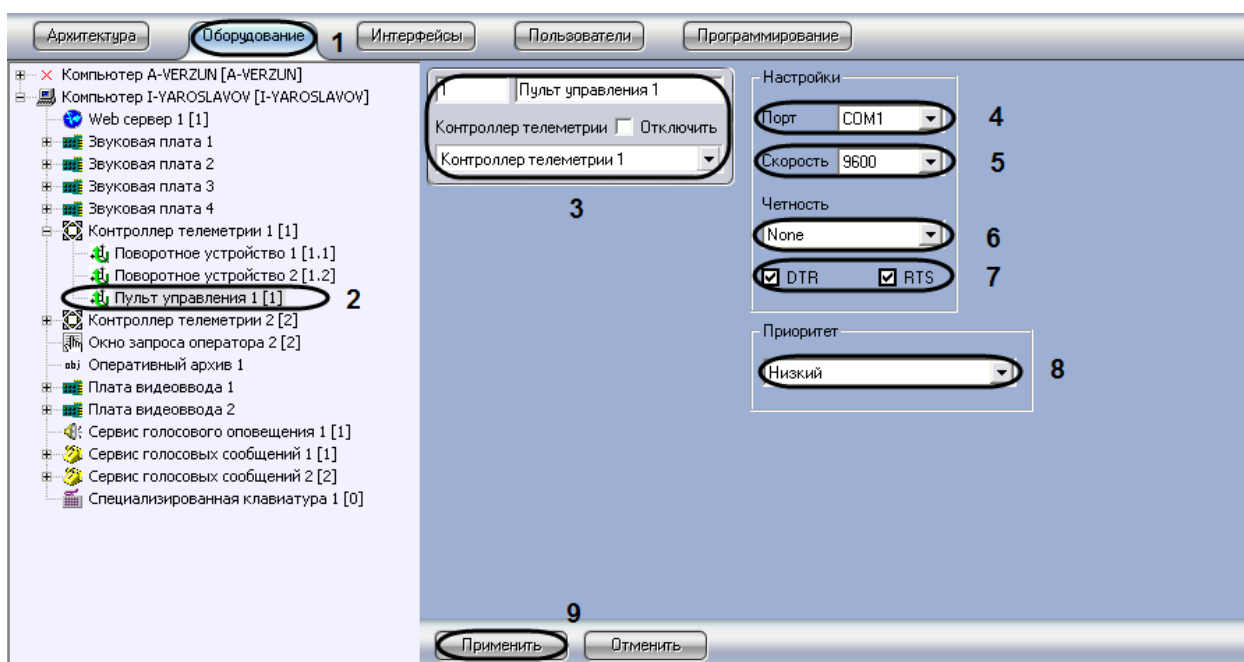 Архитектура Оборудование 1 Интерфейсы Пользователи Программирование
Компьютер A-VERZUN [A-VERZUN]
Компьютер I-YAROSLAVOV [I-YAROSLAVOV]
Web сервер 1 [1]
Звуковая плата 1
Звуковая плата 2
Звуковая плата 3
Звуковая плата 4
Контроллер телеметрии 1 [1]
Поворотное устройство 1 [1.1]
Поворотное устройство 2 [1.2]
Пульт управления 1 [1] 2
Контроллер телеметрии 2 [2]
Окно запроса оператора 2 [2]
obj Оперативный архив 1
Плата видеоввода 1
Плата видеоввода 2
Сервис голосового оповещения 1 [1]
Сервис голосовых сообщений 1 [1]
Сервис голосовых сообщений 2 [2]
Специализированная клавиатура 1 [0]
1 Пульт управления 1
Контроллер телеметрии Отключить
Контроллер телеметрии 1
3
Настройки
Порт COM1 4
Скорость 9600 5
Четность
None 6
DTR RTS 7
Приоритет
Низкий 8
9
Применить Отменить